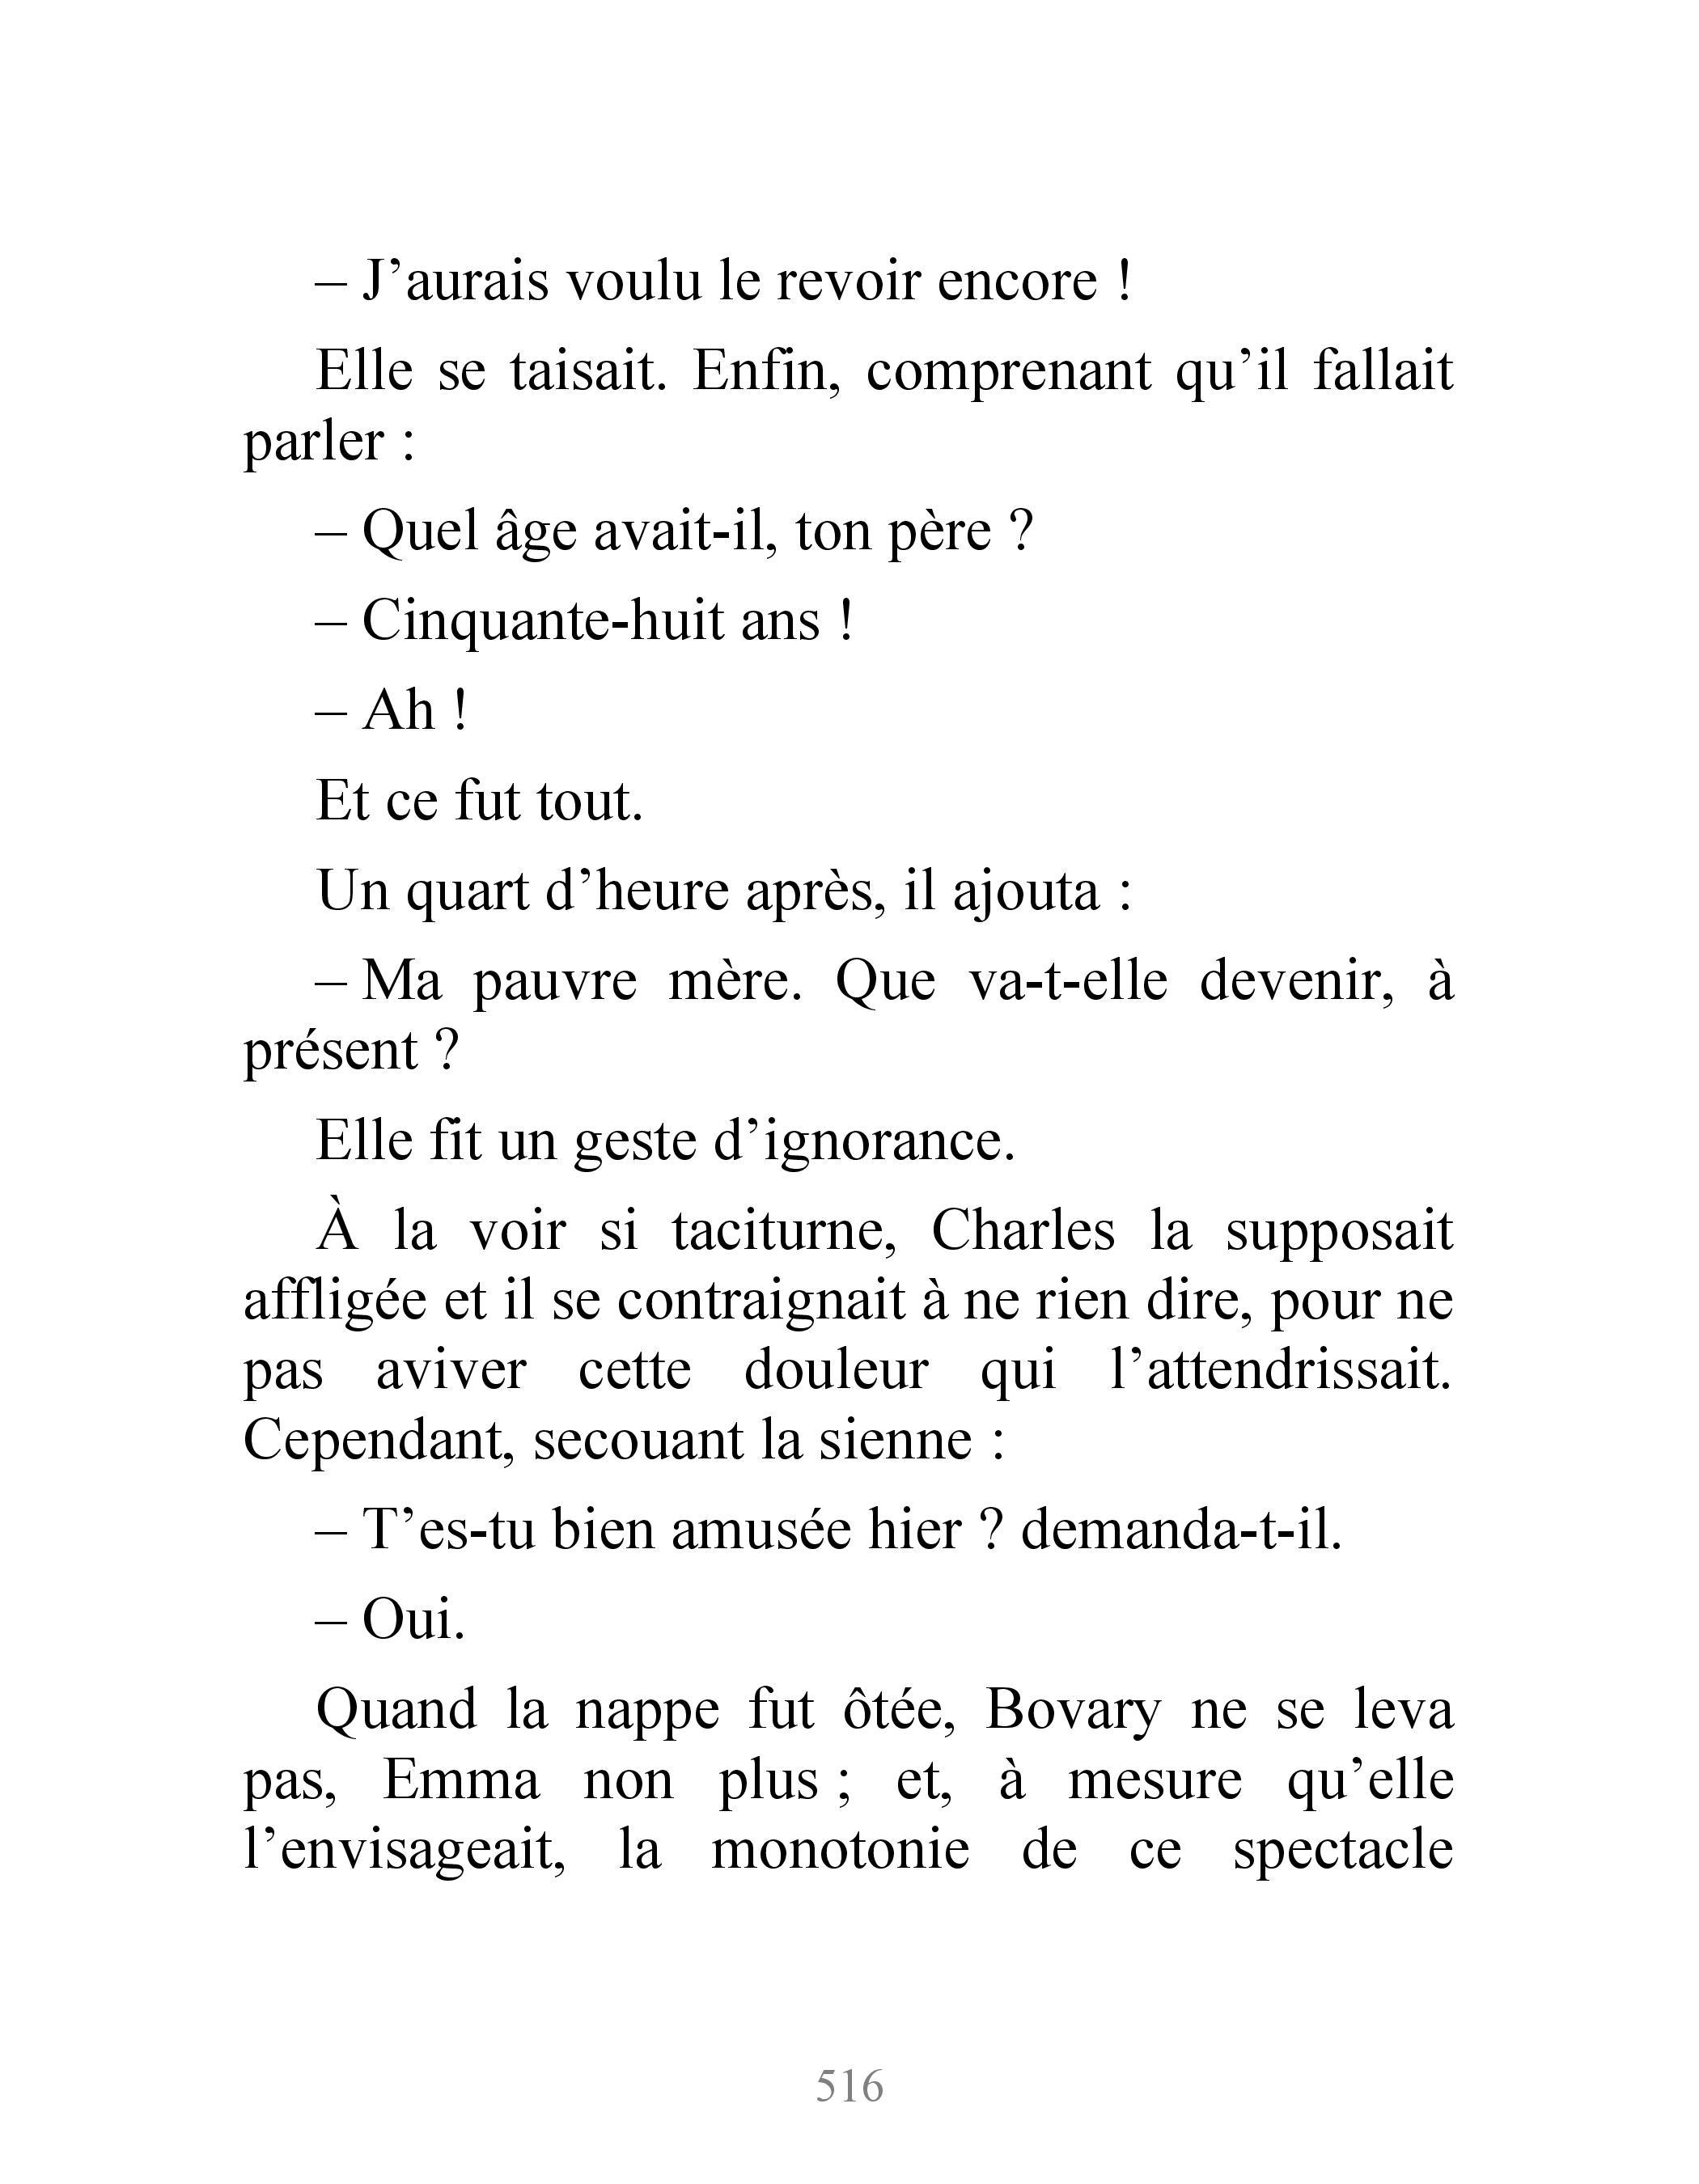 – J’aurais voulu le revoir encore !
Elle se taisait. Enfin, comprenant qu’il fallait
parler :
– Quel âge avait-il, ton père ?
– Cinquante-huit ans !
– Ah !
Et ce fut tout.
Un quart d’heure après, il ajouta :
– Ma pauvre mère. Que va-t-elle devenir, à
présent ?
Elle fit un geste d’ignorance.
À la voir si taciturne, Charles la supposait
affligée et il se contraignait à ne rien dire, pour ne
pas aviver cette douleur qui l’attendrissait.
Cependant, secouant la sienne :
– T’es-tu bien amusée hier ? demanda-t-il.
– Oui.
Quand la nappe fut ôtée, Bovary ne se leva
pas, Emma non plus ; et, à mesure qu’elle
l’envisageait, la monotonie de ce spectacle
516